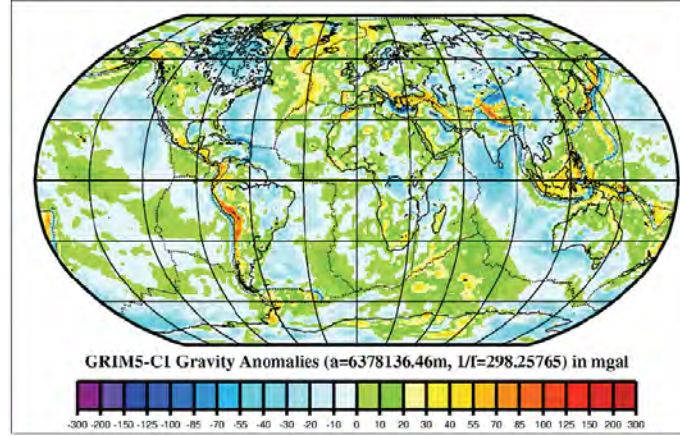 GRIM5-C1 Gravity Anomalies (a=6378136.46m, 1/f=298.25765) in mgal
-300 -200 -150 -125 -100 -85 -70 -55 -40 -30 -20 -10 0 10 20 30 40 55 70 85 100 125 150 200 300